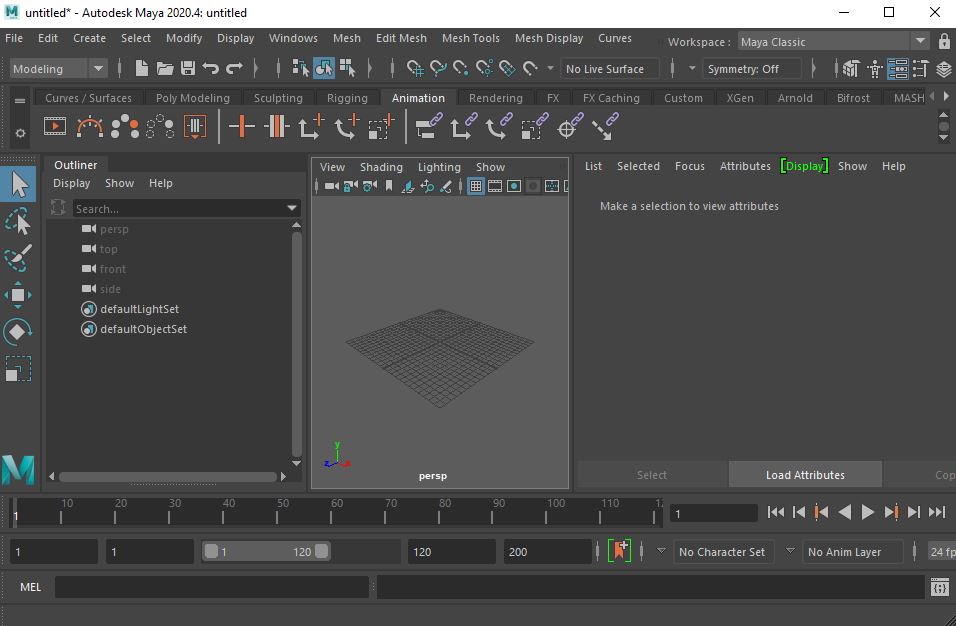 untitled* - Autodesk Maya 2020.4: untitled
File Edit Create Select Modify Display Windows Mesh Edit Mesh Mesh Tools Mesh Display Curves Workspace : Maya Classic
Modeling No Live Surface Symmetry: Off
Curves / Surfaces Poly Modeling Sculpting Rigging Animation Rendering FX FX Caching Custom XGen Arnold Bifrost MASH
Outliner
Display Show Help
Search...
persp
top
front
side
defaultLightSet
defaultObjectSet
View Shading Lighting Show
y
z x
persp
List Selected Focus Attributes Display Show Help
Make a selection to view attributes
Select Load Attributes Cop
1 10 20 30 40 50 60 70 80 90 100 110 12 1
1 1 1 120 120 200 No Character Set No Anim Layer 24 fp
MEL